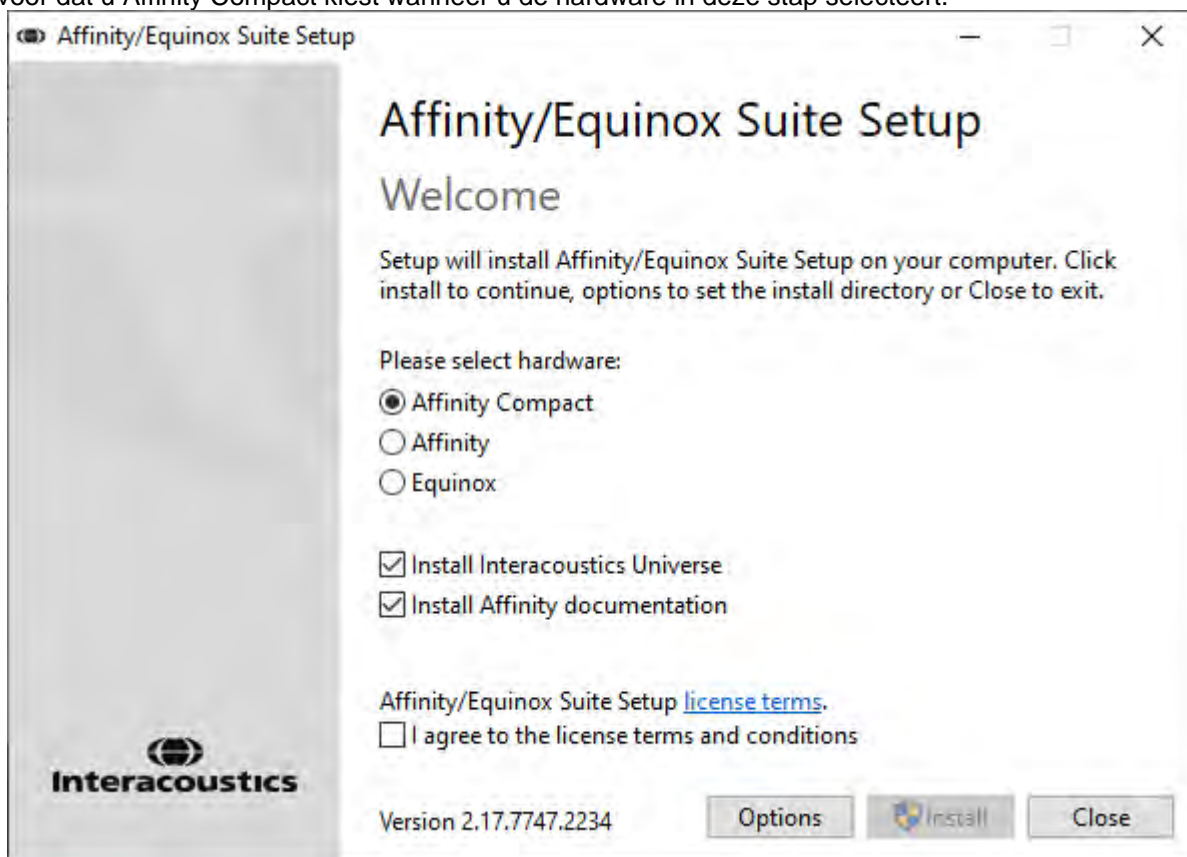 voor dat u Affinity Compact kiest wanneer u de hardware in deze stap selecteert.
Affinity/Equinox Suite Setup
Affinity/Equinox Suite Setup
Welcome
Setup will install Affinity/Equinox Suite Setup on your computer. Click
install to continue, options to set the install directory or Close to exit.
Please select hardware:
Affinity Compact
Affinity
Equinox
Install Interacoustics Universe
Install Affinity documentation
Affinity/Equinox Suite Setup license terms.
I agree to the license terms and conditions
Interacoustics
Version 2.17.7747.2234
Options
Install
Close